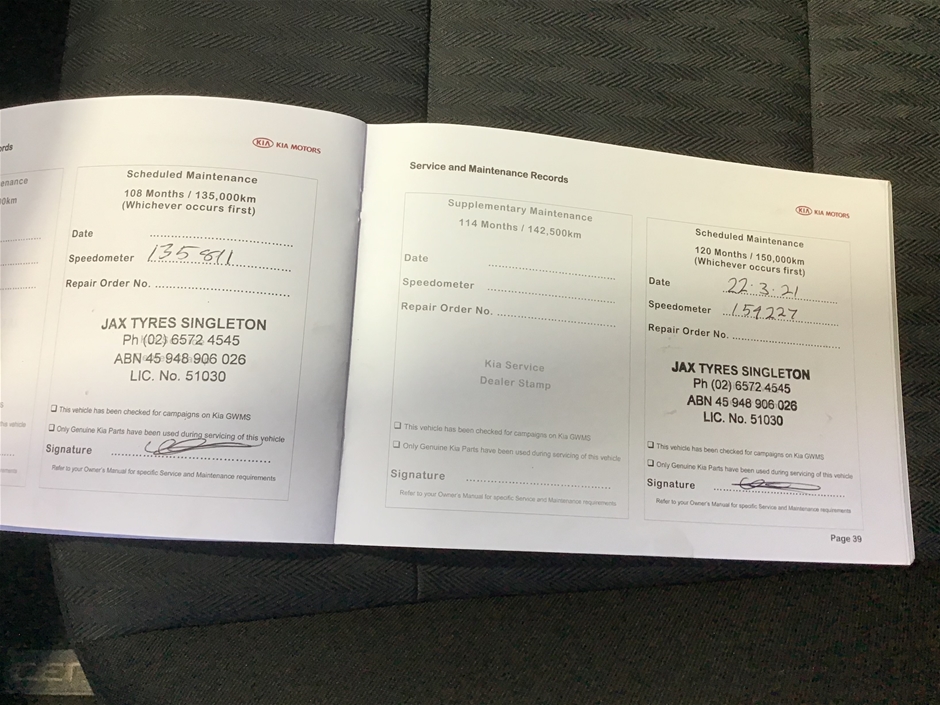 rds
KIA KIA MOTORS
enance
0km
Scheduled Maintenance
108 Months / 135,000km
(Whichever occurs first)
Date
Speedometer 135811
Repair Order No.
JAX TYRES SINGLETON
Ph (02) 6572 4545
ABN 45 948 906 026
LIC. No. 51030
❑ This vehicle has been checked for campaigns on Kia GWMS
❑ Only Genuine Kia Parts have been used during servicing of this vehicle
Signature
Refer to your Owner's Manual for specific Service and Maintenance requirements
Service and Maintenance Records
Supplementary Maintenance
114 Months / 142,500km
Date
Speedometer
Repair Order No.
Kia Service
Dealer Stamp
❑ This vehicle has been checked for campaigns on Kia GWMS
❑ Only Genuine Kia Parts have been used during servicing of this vehicle
Signature
Refer to your Owner's Manual for specific Service and Maintenance requirements
KIA KIA MOTORS
Scheduled Maintenance
120 Months / 150,000km
(Whichever occurs first)
Date 22.3.21
Speedometer 154227
Repair Order No.
JAX TYRES SINGLETON
Ph (02) 6572 4545
ABN 45 948 906 026
LIC. No. 51030
❑ This vehicle has been checked for campaigns on Kia GWMS
❑ Only Genuine Kia Parts have been used during servicing of this vehicle
Signature
Refer to your Owner's Manual for specific Service and Maintenance requirements
Page 39